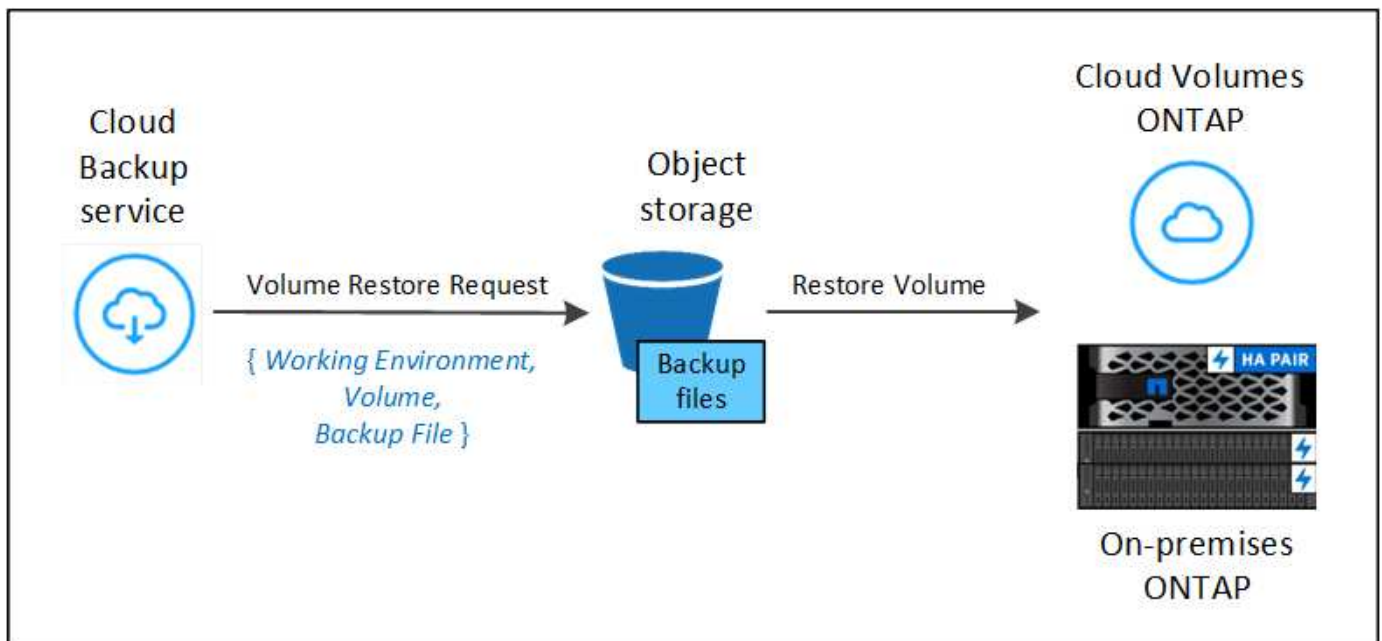 Cloud
Backup
service
Volume Restore Request
{ Working Environment,
Volume,
Backup File }
Object
storage
Backup
files
Restore Volume
Cloud Volumes
ONTAP
HA PAIR
On-premises
ONTAP